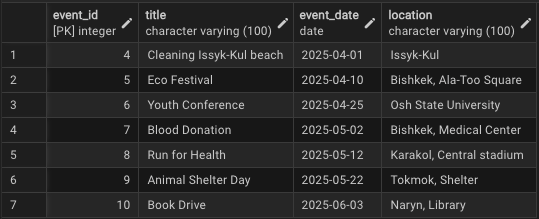 event_id title event_date location
[PK] integer character varying (100) date character varying (100)
1 4 Cleaning Issyk-Kul beach 2025-04-01 Issyk-Kul
2 5 Eco Festival 2025-04-10 Bishkek, Ala-Too Square
3 6 Youth Conference 2025-04-25 Osh State University
4 7 Blood Donation 2025-05-02 Bishkek, Medical Center
5 8 Run for Health 2025-05-12 Karakol, Central stadium
6 9 Animal Shelter Day 2025-05-22 Tokmok, Shelter
7 10 Book Drive 2025-06-03 Naryn, Library